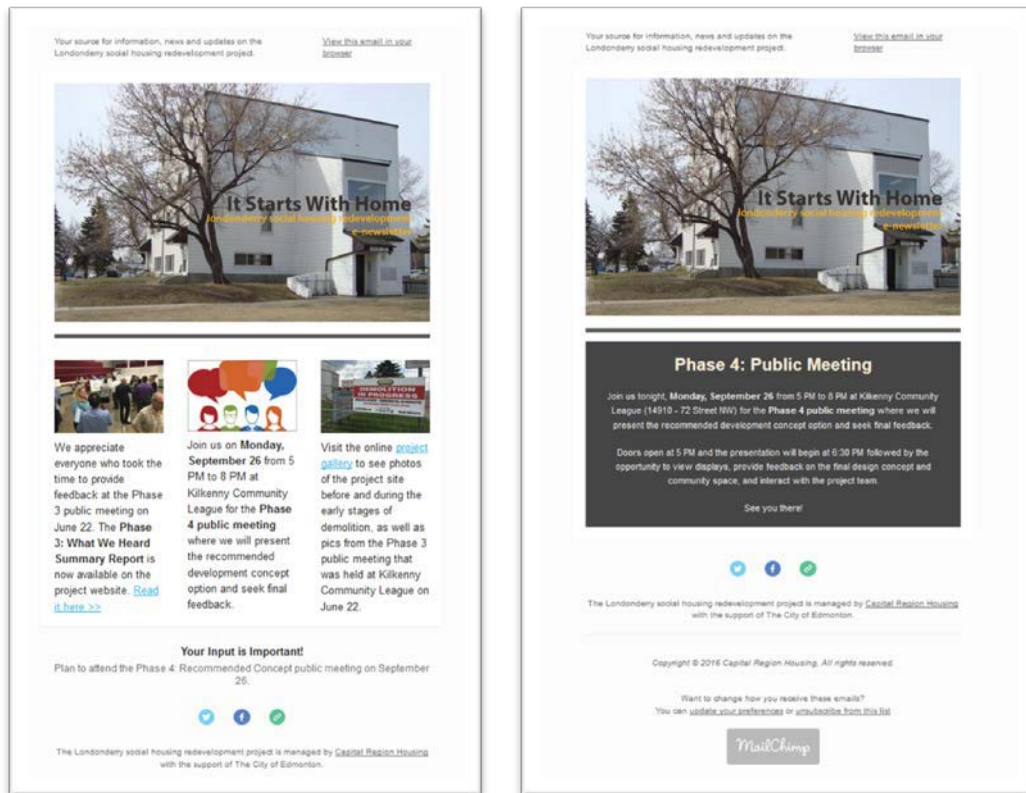 Your source for information, news and updates on the
Londonderry social housing redevelopment project.
View this email in your
browser
It Starts With Home
londonderry social housing redevelopment
e-newsletter
We appreciate
everyone who took the
time to provide
feedback at the Phase
3 public meeting on
June 22. The Phase
3: What We Heard
Summary Report is
now available on the
project website. Read
it here >>
Join us on Monday,
September 26 from 5
PM to 8 PM at
Kilkenny Community
League for the Phase
4 public meeting
where we will present
the recommended
development concept
option and seek final
feedback.
DEMOLITION
IN PROGRESS
Visit the online project
gallery to see photos
of the project site
before and during the
early stages of
demolition, as well as
pics from the Phase 3
public meeting that
was held at Kilkenny
Community League on
June 22.
Your Input is Important!
Plan to attend the Phase 4: Recommended Concept public meeting on September
26.
The Londonderry social housing redevelopment project is managed by Capital Region Housing
with the support of The City of Edmonton.
Your source for information, news and updates on the
Londonderry social housing redevelopment project.
View this email in your
browser
It Starts With Home
londonderry social housing redevelopment
e-newsletter
Phase 4: Public Meeting
Join us tonight, Monday, September 26 from 5 PM to 8 PM at Kilkenny Community
League (14910 - 72 Street NW) for the Phase 4 public meeting where we will
present the recommended development concept option and seek final feedback.
Doors open at 5 PM and the presentation will begin at 6:30 PM followed by the
opportunity to view displays, provide feedback on the final design concept and
community space, and interact with the project team.
See you there!
The Londonderry social housing redevelopment project is managed by Capital Region Housing
with the support of The City of Edmonton.
Copyright © 2016 Capital Region Housing, All rights reserved.
Want to change how you receive these emails?
You can update your preferences or unsubscribe from this list
MailChimp